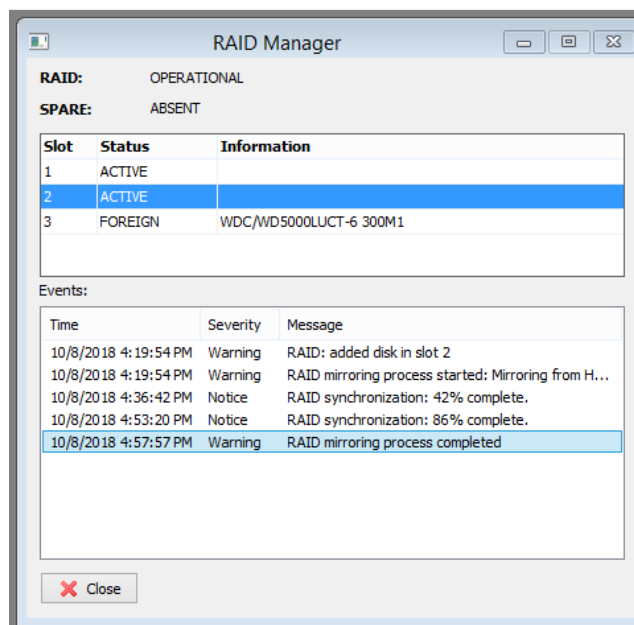 RAID Manager
RAID: OPERATIONAL
SPARE: ABSENT
Slot Status Information
1 ACTIVE
2 ACTIVE
3 FOREIGN WDC/WD5000LUCT-6 300M1
Events:
Time Severity Message
10/8/2018 4:19:54 PM Warning RAID: added disk in slot 2
10/8/2018 4:19:54 PM Warning RAID mirroring process started: Mirroring from H...
10/8/2018 4:36:42 PM Notice RAID synchronization: 42% complete.
10/8/2018 4:53:20 PM Notice RAID synchronization: 86% complete.
10/8/2018 4:57:57 PM Warning RAID mirroring process completed
Close